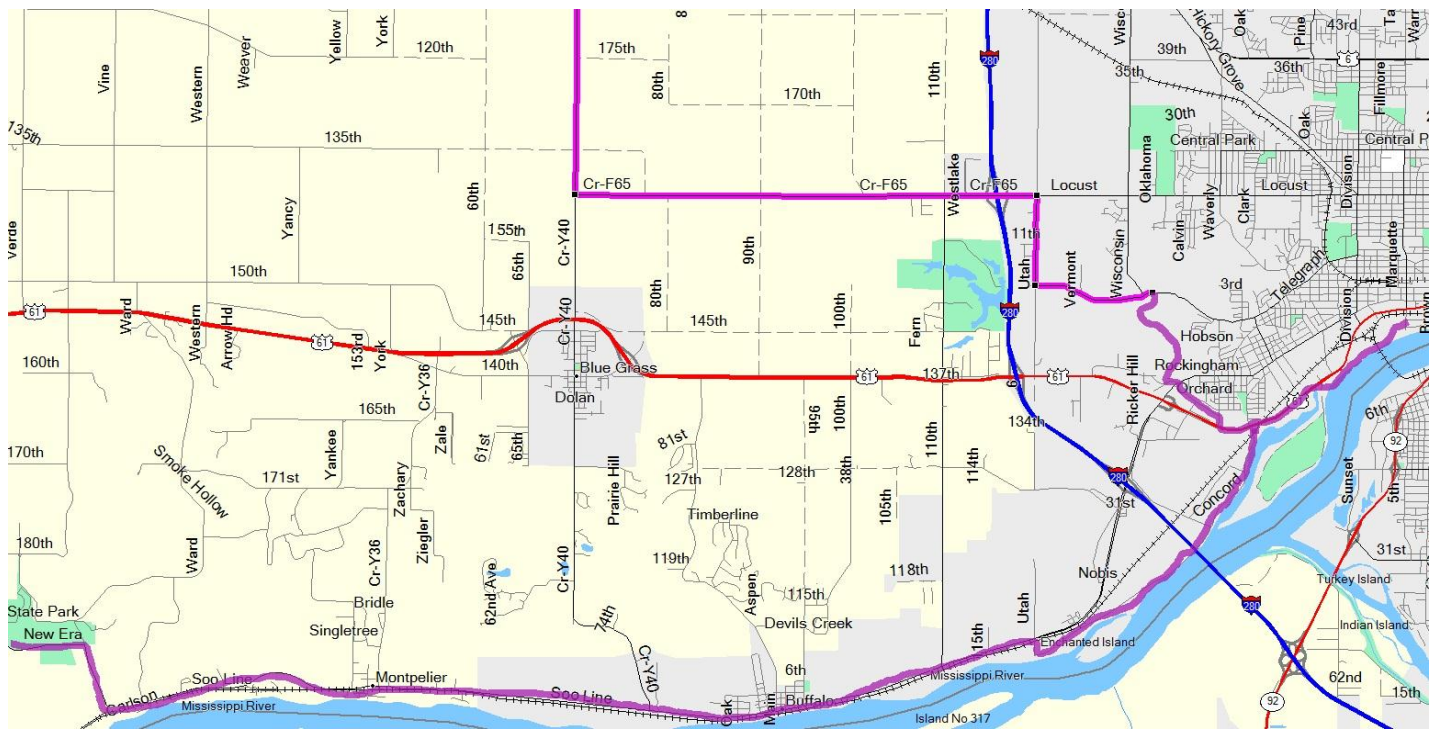 York
Yellow
Weaver
120th
Vine
Western
8
175th
80th
170th
110th
280
Wisc
Hickory Grove
Oak
Pine
43rd
Ta
Warr
39th
6
35th
36th
Fillmore
30th
Central Park
Oak
Central P
135th
135th
60th
Yancy
Cr-F65
Cr-F65
Westlake
Cr-F65
Locust
Oklahoma
Waverly
Clark
Locust
Division
Calvin
Marquette
Verde
155th
65th
Cr-Y40
90th
11th
Utah
Vermont
Wisconsin
3rd
Telegraph
150th
80th
61
Ward
Western
Arrow Hd
61
153rd
York
145th
Cr-Y40
145th
100th
Fern
280
Hobson
Division
Brown
160th
140th
Cr-Y36
Blue Grass
Dolan
61
137th
6
61
Ricker Hill
Rockingham
Orchard
61
6th
165th
Zale
61st
65th
81st
95th
100th
110th
134th
92
170th
Smoke Hollow
171st
Yankee
Zachary
Prairie Hill
127th
128th
38th
114th
280
31st
Concord
Sunset
5th
Timberline
105th
180th
Ward
Cr-Y36
Ziegler
62nd Ave
Cr-Y40
119th
Aspen
115th
118th
Nobis
31st
Turkey Island
State Park
New Era
Bridle
Singletree
74th
Devils Creek
15th
Utah
Enchanted Island
280
Indian Island
Cr-Y40
6th
Carlson
Soo Line
Montpelier
Soo Line
Oak
Main
Buffalo
Mississippi River
62nd
15th
Mississippi River
Island No 317
92